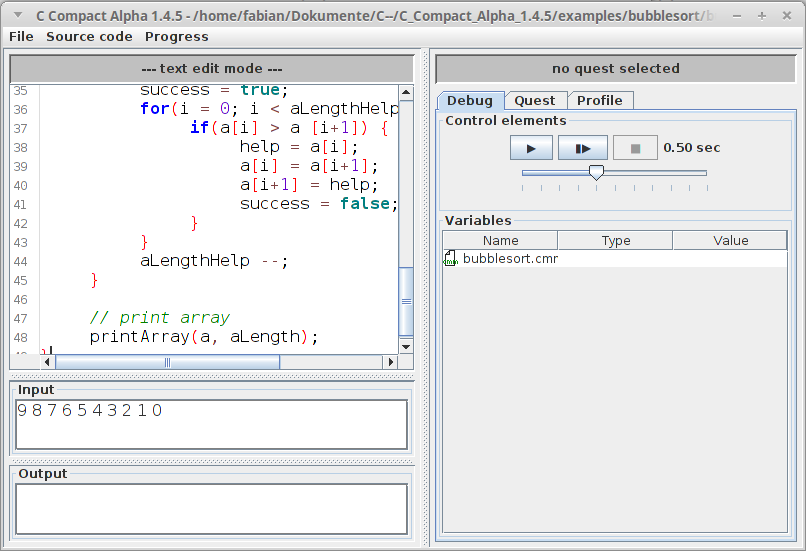 C Compact Alpha 1.4.5 - /home/fabian/Dokumente/C--/C_Compact_Alpha_1.4.5/examples/bubblesort/b
File Source code Progress
--- text edit mode ---
35 success = true;
36 for(i = 0; i < aLengthHelp
37 if(a[i] > a [i+1]) {
38 help = a[i];
39 a[i] = a[i+1];
40 a[i+1] = help;
41 success = false;
42 }
43 }
44 aLengthHelp --;
45 }
46
47 // print array
48 printArray(a, aLength);
49 }
Input
9 8 7 6 5 4 3 2 1 0
Output
no quest selected
Debug Quest Profile
Control elements
0.50 sec
Variables
Name Type Value
bubblesort.cmr